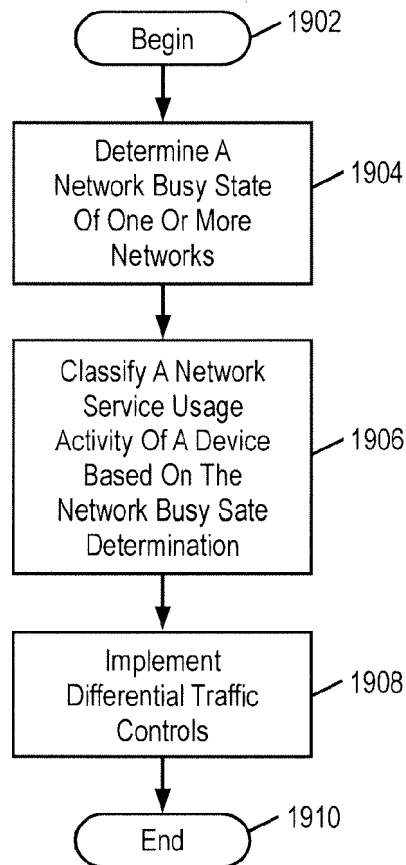 Begin
1902
Determine A
Network Busy State
Of One Or More
Networks
1904
Classify A Network
Service Usage
Activity Of A Device
Based On The
Network Busy Sate
Determination
1906
Implement
Differential Traffic
Controls
1908
End
1910